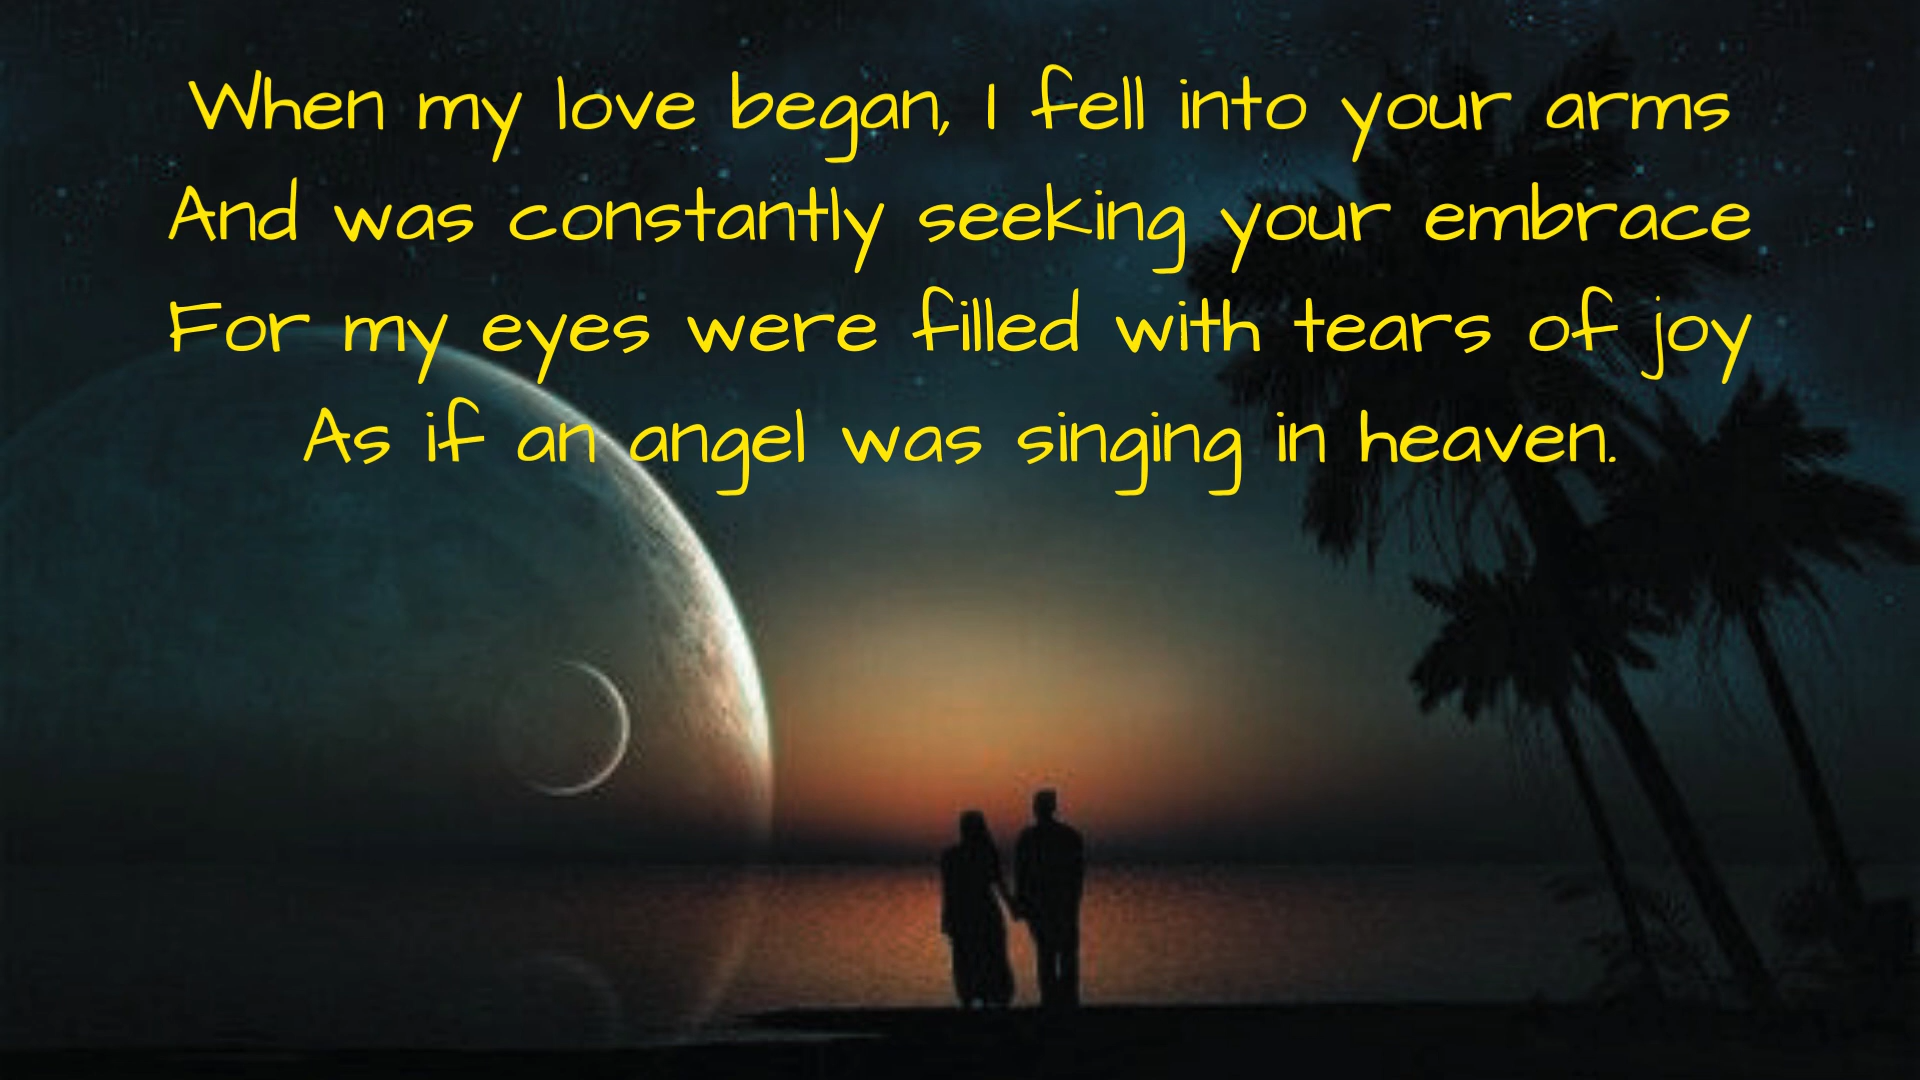 When my love began, I fell into your arms
And was constantly seeking your embrace
For my eyes were filled with tears of joy
As if an angel was singing in heaven.